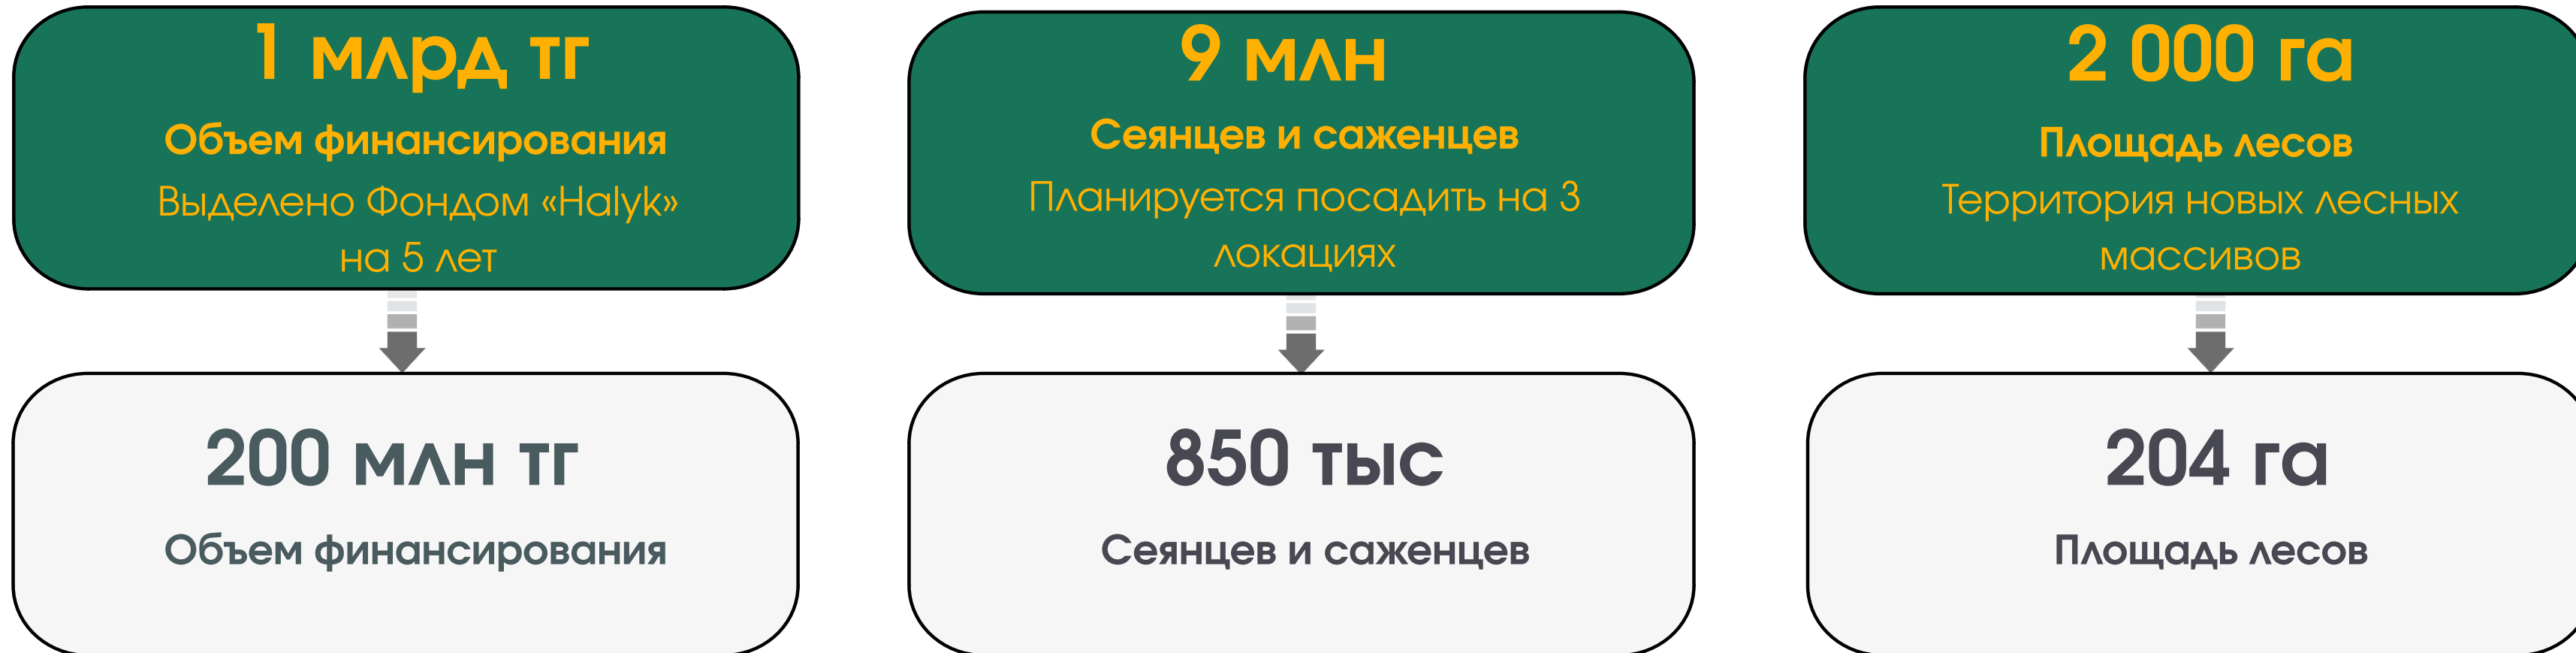 1 млрд тг
Объем финансирования
Выделено Фондом «Halyk»
на 5 лет
9 млн
Сеянцев и саженцев
Планируется посадить на 3
локациях
2 000 га
Площадь лесов
Территория новых лесных
массивов
200 млн тг
Объем финансирования
850 тыс
Сеянцев и саженцев
204 га
Площадь лесов